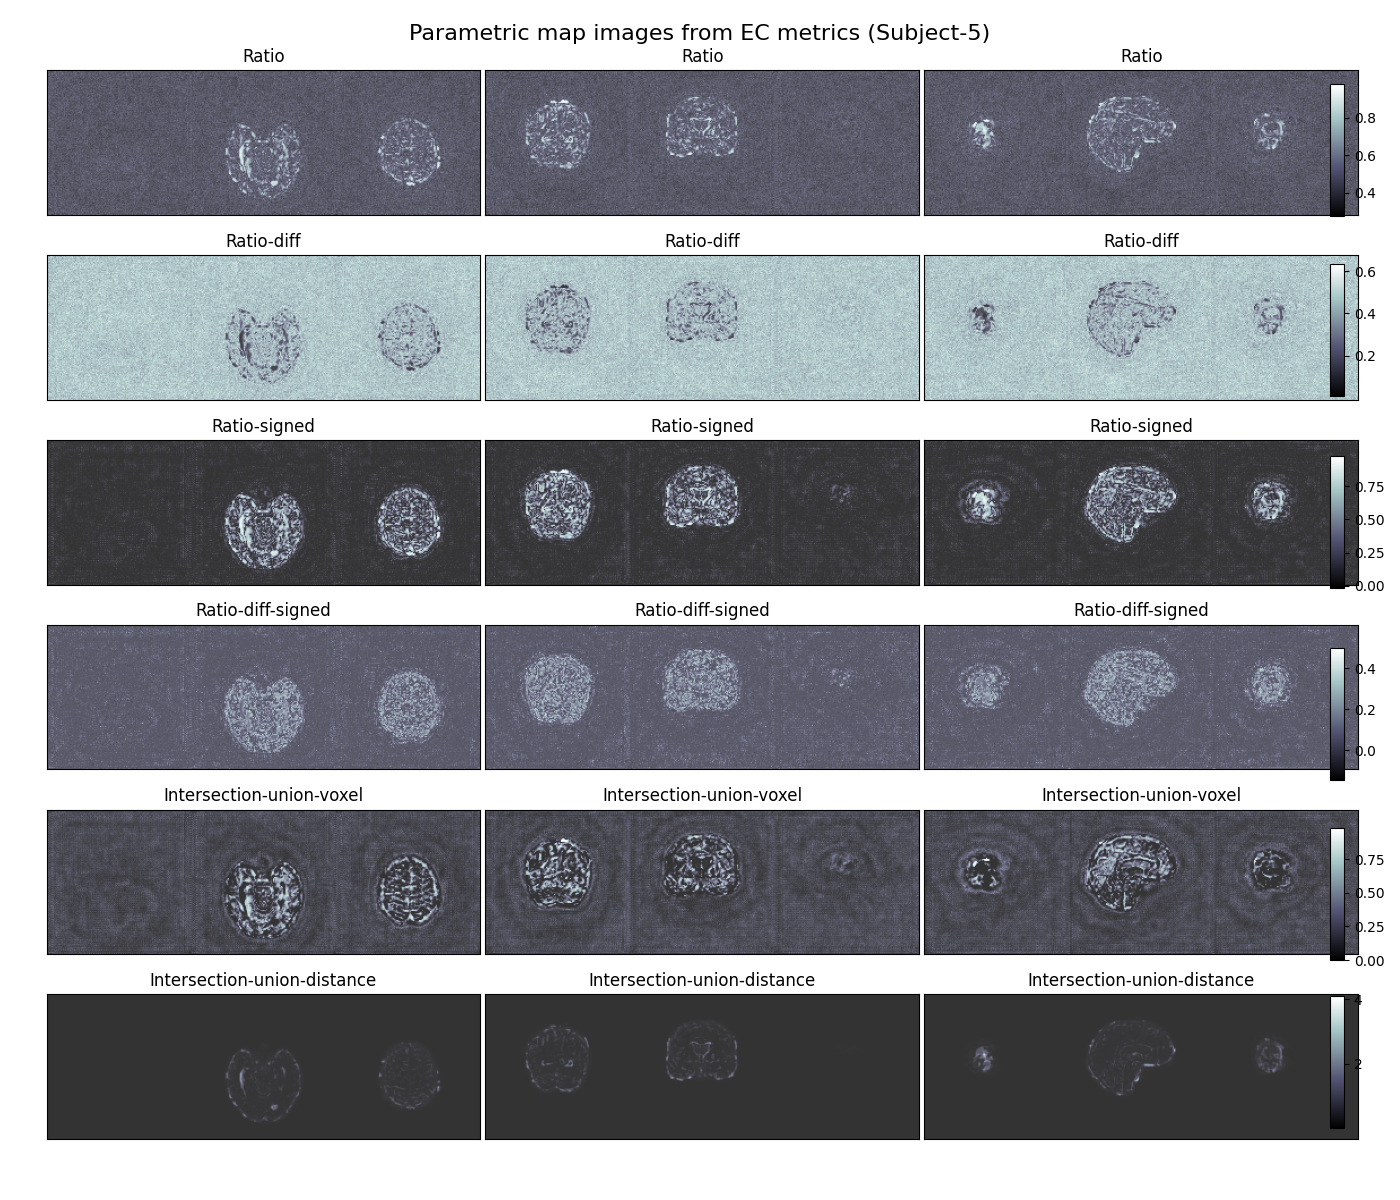 Parametric map images from EC metrics (Subject-5)
Ratio Ratio Ratio
0.8
0.6
0.4
Ratio-diff Ratio-diff Ratio-diff
0.6
0.4
0.2
Ratio-signed Ratio-signed Ratio-signed
0.75
0.50
0.25
0.00
Ratio-diff-signed Ratio-diff-signed Ratio-diff-signed
0.4
0.2
0.0
Intersection-union-voxel Intersection-union-voxel Intersection-union-voxel
0.75
0.50
0.25
0.00
Intersection-union-distance Intersection-union-distance Intersection-union-distance
4
2